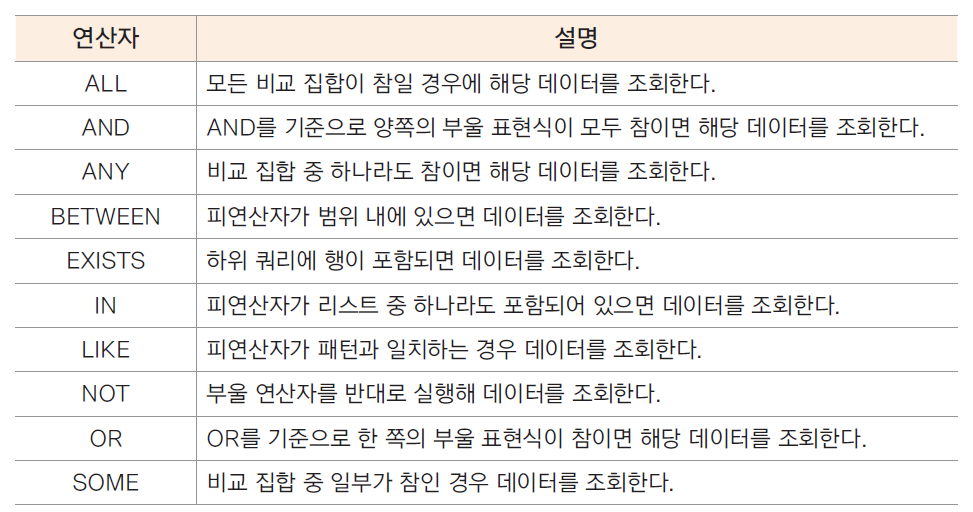 연산자 설명
ALL 모든 비교 집합이 참일 경우에 해당 데이터를 조회한다.
AND AND를 기준으로 양쪽의 부울 표현식이 모두 참이면 해당 데이터를 조회한다.
ANY 비교 집합 중 하나라도 참이면 해당 데이터를 조회한다.
BETWEEN 피연산자가 범위 내에 있으면 데이터를 조회한다.
EXISTS 하위 쿼리에 행이 포함되면 데이터를 조회한다.
IN 피연산자가 리스트 중 하나라도 포함되어 있으면 데이터를 조회한다.
LIKE 피연산자가 패턴과 일치하는 경우 데이터를 조회한다.
NOT 부울 연산자를 반대로 실행해 데이터를 조회한다.
OR OR를 기준으로 한 쪽의 부울 표현식이 참이면 해당 데이터를 조회한다.
SOME 비교 집합 중 일부가 참인 경우 데이터를 조회한다.